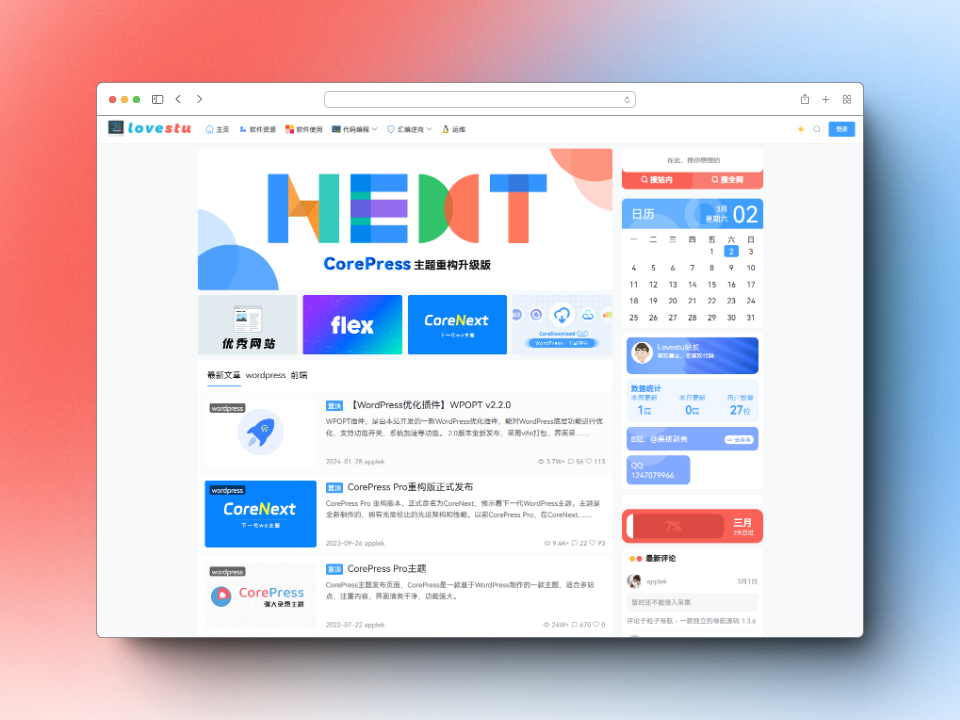 lovestu 主页 软件资源 软件使用 代码编程 汇编逆向 运维 登录
NEXT
CorePress 主题重构升级版
优秀网站
flex
CoreNext
下一代wp主题
CoreDownload
WordPress
最新文章 wordpress 前端
wordpress
置顶 【WordPress优化插件】WPOPT v2.2.0
WPOPT插件，是由本站开发的一款WordPress优化插件，能对WordPress底层功能进行优
化，支持功能开关，系统加速等功能。 2.0版本全新发布，采用vite打包，界面采……
2024-01-28 applek 3.7W+ 56 113
wordpress
CoreNext
下一代wp主题
置顶 CorePress Pro重构版正式发布
CorePress Pro 重构版本，正式命名为CoreNext，预示着下一代WordPress主题。主题是
全新制作的，拥有无需伦比的先进架构和性能。以前CorePress Pro，在CoreNext……
2023-09-26 applek 9.4K+ 22 93
wordpress
CorePress
强大免费主题
置顶 CorePress Pro主题
CorePress主题发布页面，CorePress是一款基于WordPress制作的一款主题，适合多站
点，注重内容，界面清爽干净，功能强大。
2022-07-22 applek 24W+ 670 0
在此，搜你想搜的
搜站内 搜全网
日历 3月 星期六 02
一 二 三 四 五 六 日
1 2 3
4 5 6 7 8 9 10
11 12 13 14 15 16 17
18 19 20 21 22 23 24
25 26 27 28 29 30 31
Lovestu站长
数据统计
本周更新 本月更新 用户数量
1篇 0篇 27位
B站：@果核剥壳
QQ:
1247079966
7% 三月
2天已过
最新评论
applek 3月1日
暂时还不能接入采集
评论于粒子导航 - 一款独立的导航源码 1.3.6